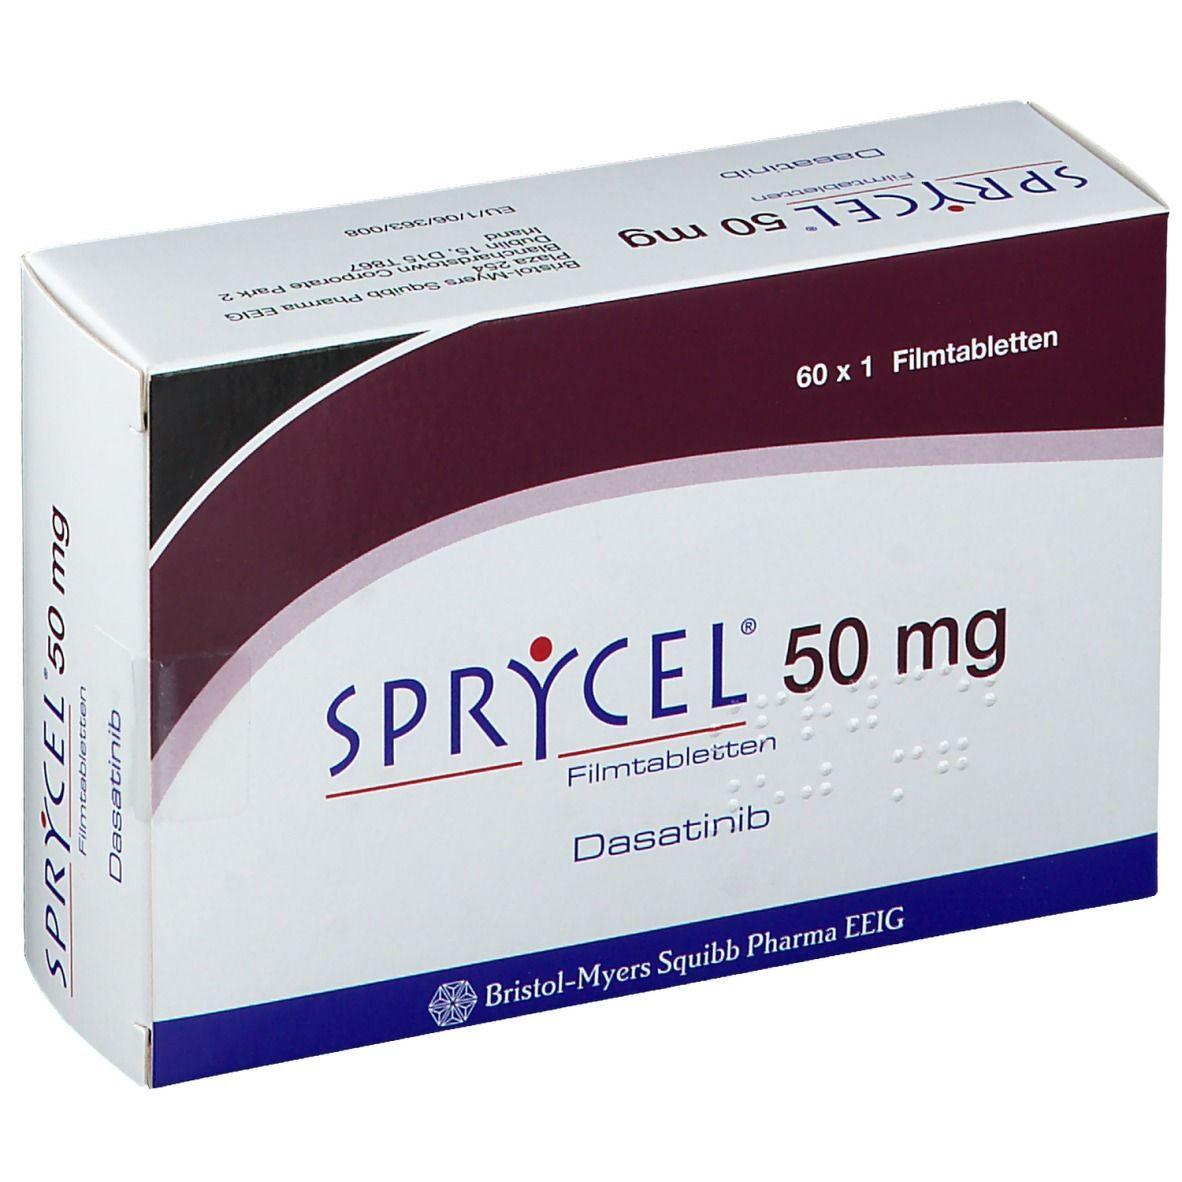 SPRYCEL® 50 mg
Filmtabletten
Dasatinib
Bristol-Myers Squibb Pharma EEIG
Plaza 254
Blanchardstown Corporate Park 2
Dublin 15, D15 T867
Irland
EU/1/06/363/008
60 x 1 Filmtabletten
SPRYCEL® 50 mg
Filmtabletten
Dasatinib
Bristol-Myers Squibb Pharma EEIG
SPRYCEL® 50 mg
Filmtabletten
Dasatinib